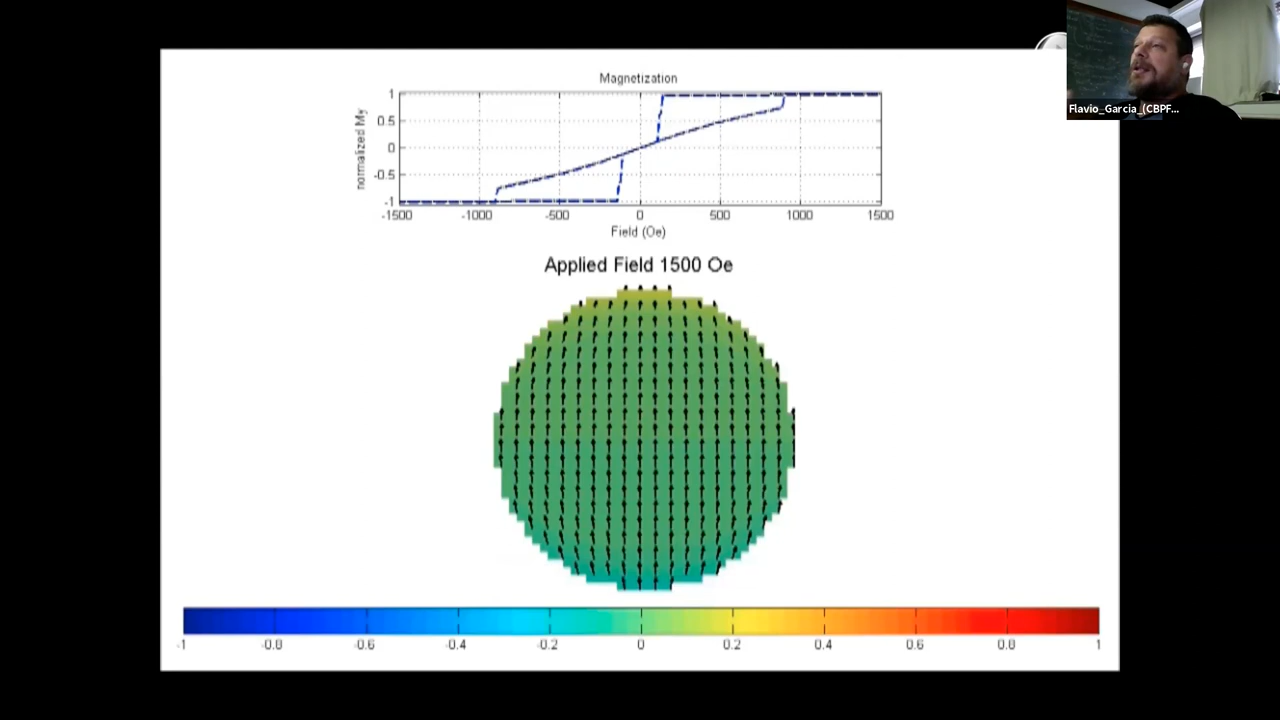 Magnetization
normalized My
1
0.5
0
-0.5
-1
-1500 -1000 -500 0 500 1000 1500
Field (Oe)
Applied Field 1500 Oe
-1 -0.8 -0.6 -0.4 -0.2 0 0.2 0.4 0.6 0.8 1
Flavio_Garcia_(CBPF...